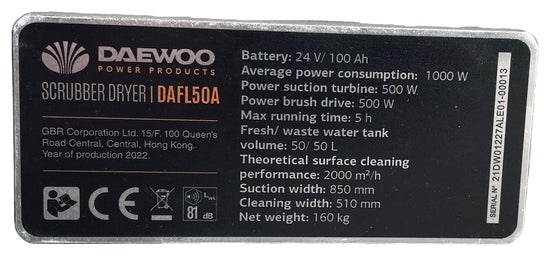 DAEWOO
POWER PRODUCTS
SCRUBBER DRYER | DAFL50A
GBR Corporation Ltd. 15/F. 100 Queen's
Road Central, Central, Hong Kong.
Year of production 2022.
CE
81 dB
Battery: 24 V/ 100 Ah
Average power consumption: 1000 W
Power suction turbine: 500 W
Power brush drive: 500 W
Max running time: 5 h
Fresh/ waste water tank
volume: 50/ 50 L
Theoretical surface cleaning
performance: 2000 m²/h
Suction width: 850 mm
Cleaning width: 510 mm
Net weight: 160 kg
SERIAL Nº 21DW01227ALE01-00013